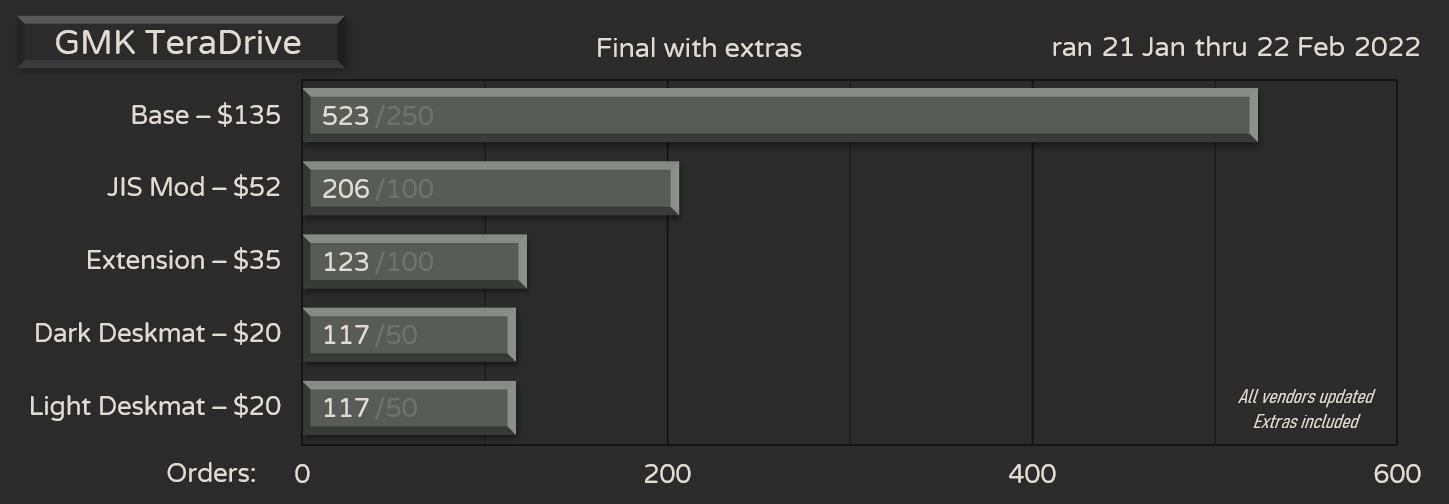 GMK TeraDrive
Final with extras
ran 21 Jan thru 22 Feb 2022
Base – $135
523 /250
JIS Mod – $52
206 /100
Extension – $35
123 /100
Dark Deskmat – $20
117 /50
Light Deskmat – $20
117 /50
All vendors updated
Extras included
Orders: 0 200 400 600